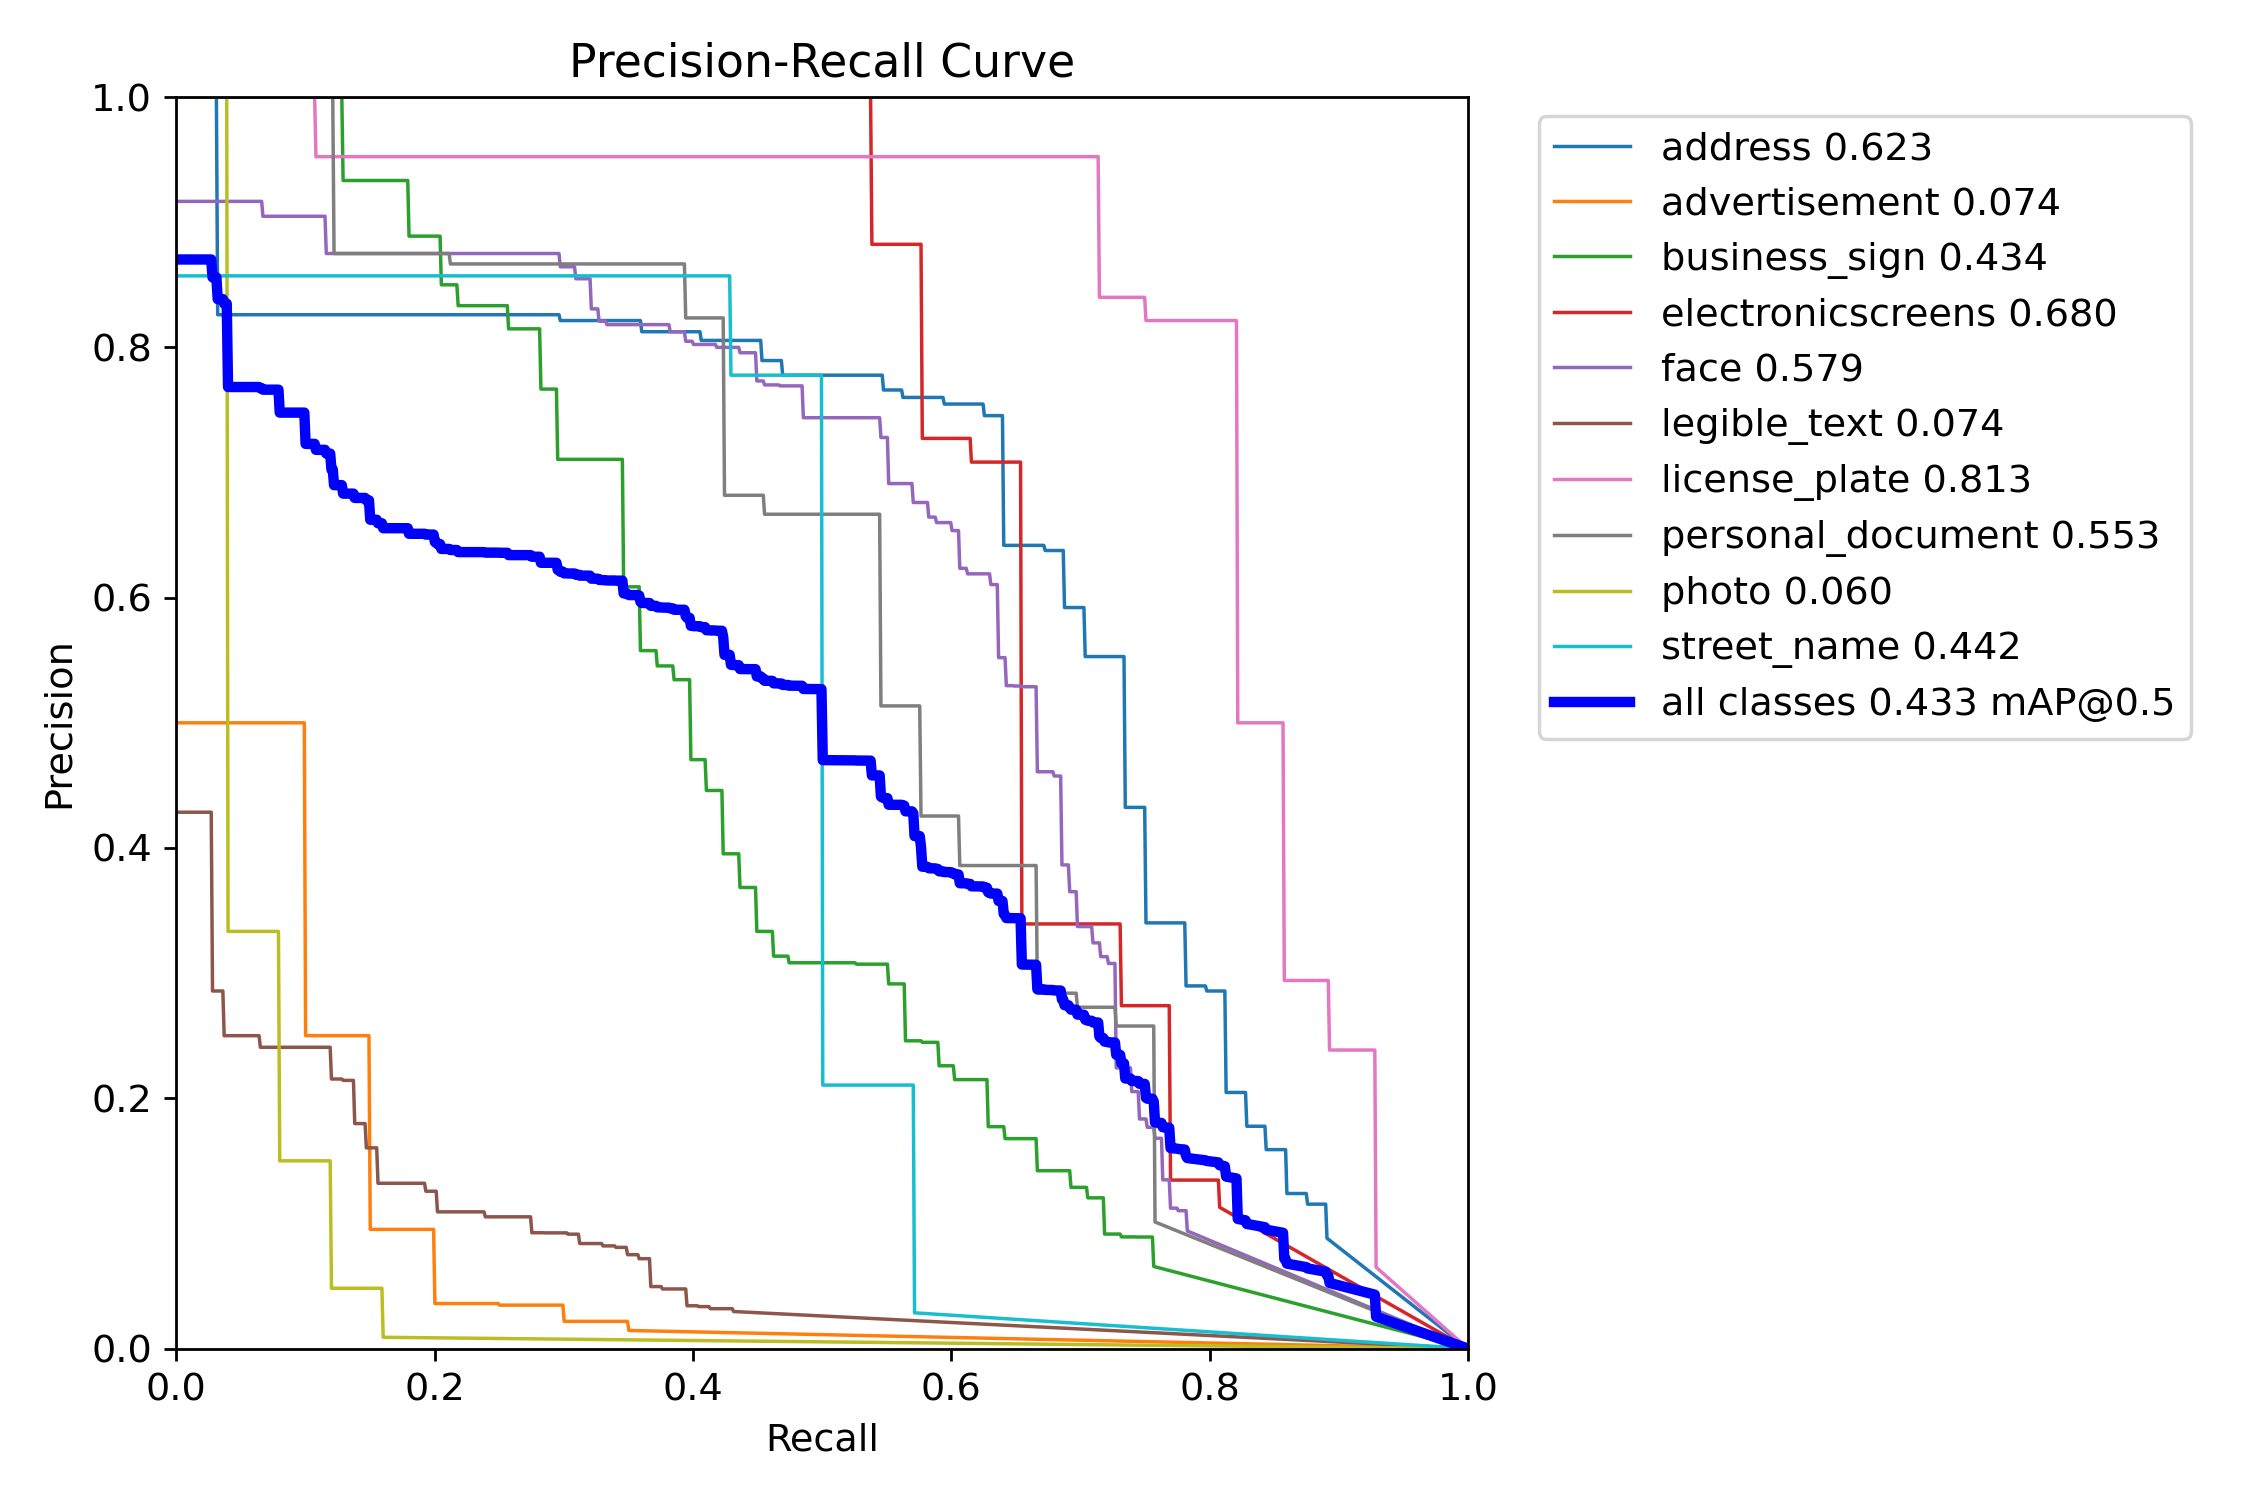 Precision-Recall Curve
1.0
0.8
0.6
0.4
0.2
0.0
Precision
0.0 0.2 0.4 0.6 0.8 1.0
Recall
address 0.623
advertisement 0.074
business_sign 0.434
electronicscreens 0.680
face 0.579
legible_text 0.074
license_plate 0.813
personal_document 0.553
photo 0.060
street_name 0.442
all classes 0.433 mAP@0.5